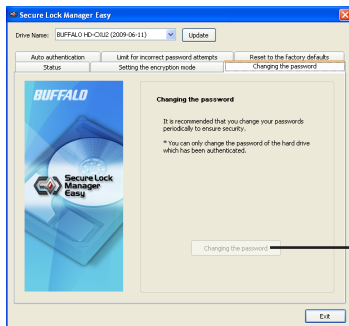 Secure Lock Manager Easy
Drive Name: BUFFALO HD-CXU2 (2009-06-11) Update
Auto authentication Limit for incorrect password attempts Reset to the factory defaults
Status Setting the encryption mode Changing the password
BUFFALO
Secure Lock
Manager
Easy
Changing the password
It is recommended that you change your passwords
periodically to ensure security.
* You can only change the password of the hard drive
which has been authenticated.
Changing the password
Exit